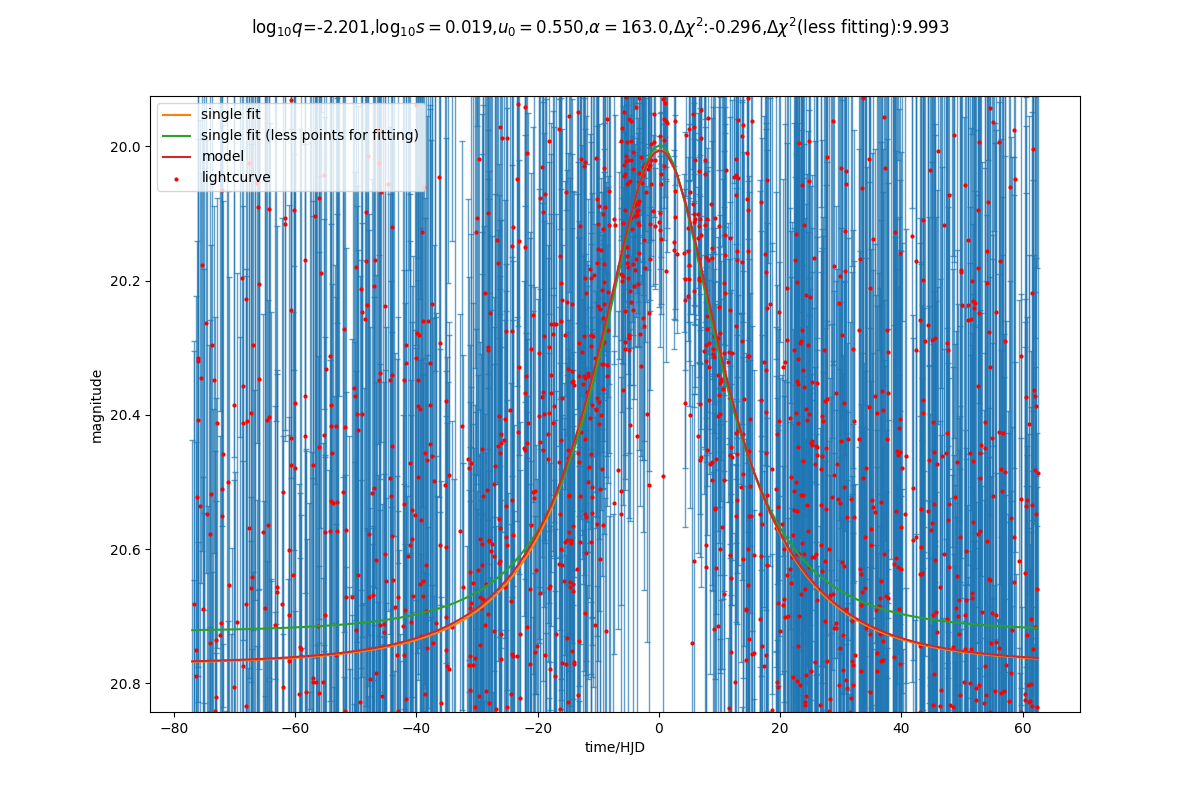 log₁₀q=-2.201,log₁₀s = 0.019,u₀ = 0.550,α = 163.0,Δχ²:-0.296,Δχ²(less fitting):9.993
single fit
single fit (less points for fitting)
model
lightcurve
magnitude
20.0
20.2
20.4
20.6
20.8
−80
−60
−40
−20
0
20
40
60
time/HJD